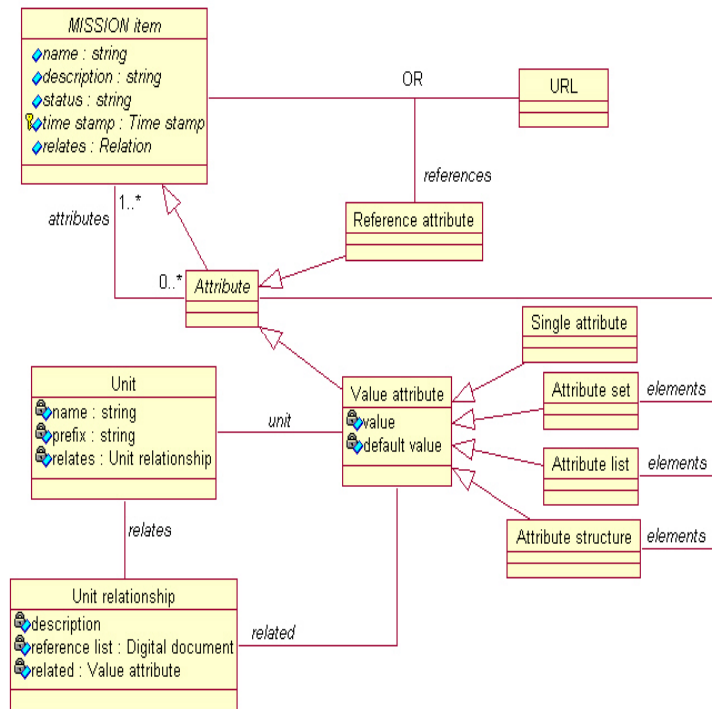 MISSION item
name : string
description : string
status : string
time stamp : Time stamp
relates : Relation
OR
URL
references
1..*
attributes
Reference attribute
0..*
Attribute
Single attribute
Unit
name : string
prefix : string
relates : Unit relationship
unit
Value attribute
value
default value
Attribute set
elements
Attribute list
elements
Attribute structure
elements
relates
Unit relationship
description
reference list : Digital document
related : Value attribute
related